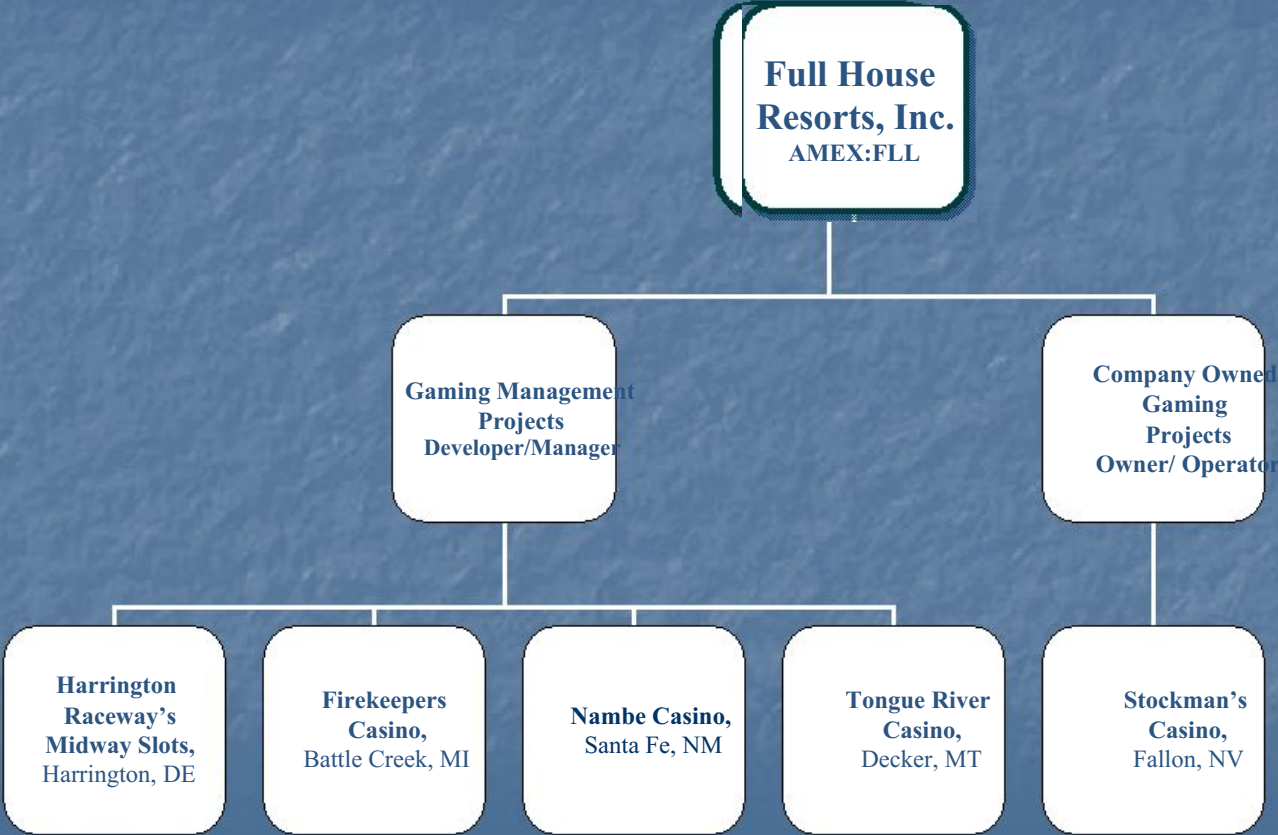 Full House
Resorts, Inc.
AMEX:FLL
Gaming Management
Projects
Developer/Manager
Company Owned
Gaming
Projects
Owner/ Operator
Harrington
Raceway’s
Midway Slots,
Harrington, DE
Firekeepers
Casino,
Battle Creek, MI
Nambe Casino,
Santa Fe, NM
Tongue River
Casino,
Decker, MT
Stockman’s
Casino,
Fallon, NV